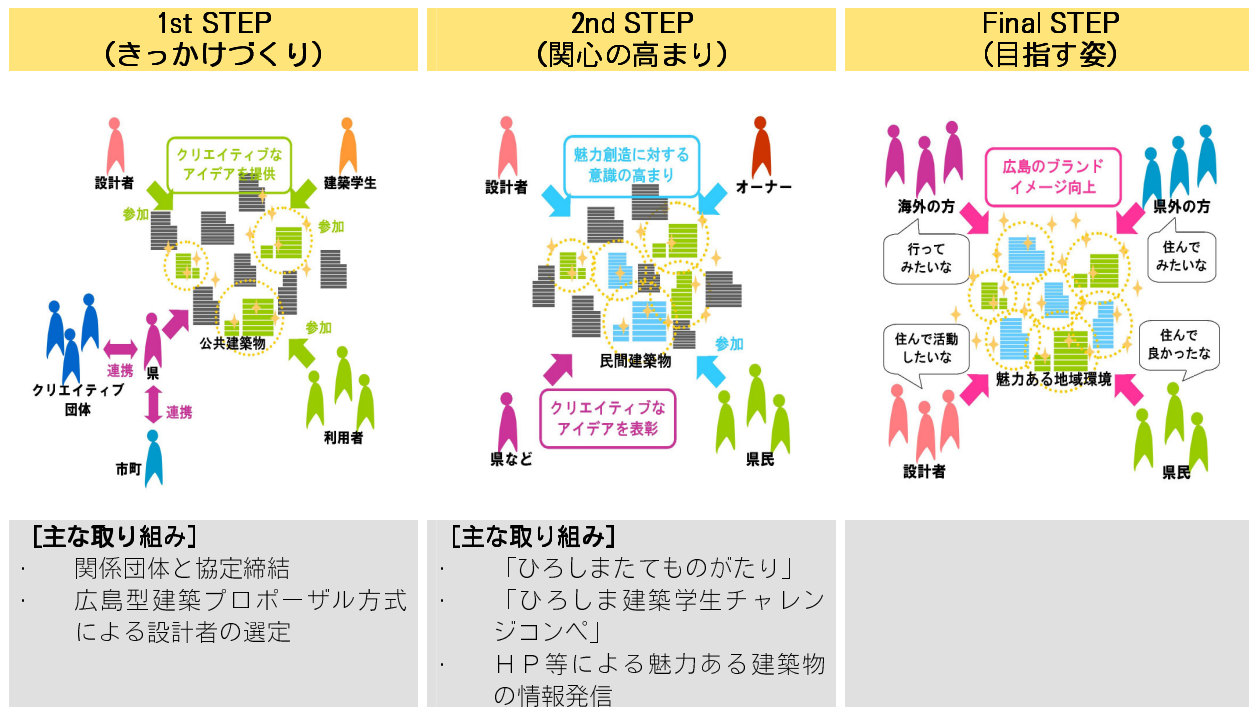 1st STEP
(きっかけづくり)
クリエイティブな
アイデアを提供
設計者
建築学生
参加
参加
公共建築物
参加
連携
県
クリエイティブ
団体
連携
市町
利用者
[主な取り組み]
· 関係団体と協定締結
· 広島型建築プロポーザル方式
による設計者の選定
2nd STEP
(関心の高まり)
魅力創造に対する
意識の高まり
設計者
オーナー
参加
民間建築物
クリエイティブな
アイデアを表彰
県など
県民
[主な取り組み]
· 「ひろしまたてものがたり」
· 「ひろしま建築学生チャレン
ジコンペ」
· ＨＰ等による魅力ある建築物
の情報発信
Final STEP
(目指す姿)
広島のブランド
イメージ向上
海外の方
県外の方
行って
みたいな
住んで
みたいな
住んで活動
したいな
住んで
良かったな
魅力ある地域環境
設計者
県民